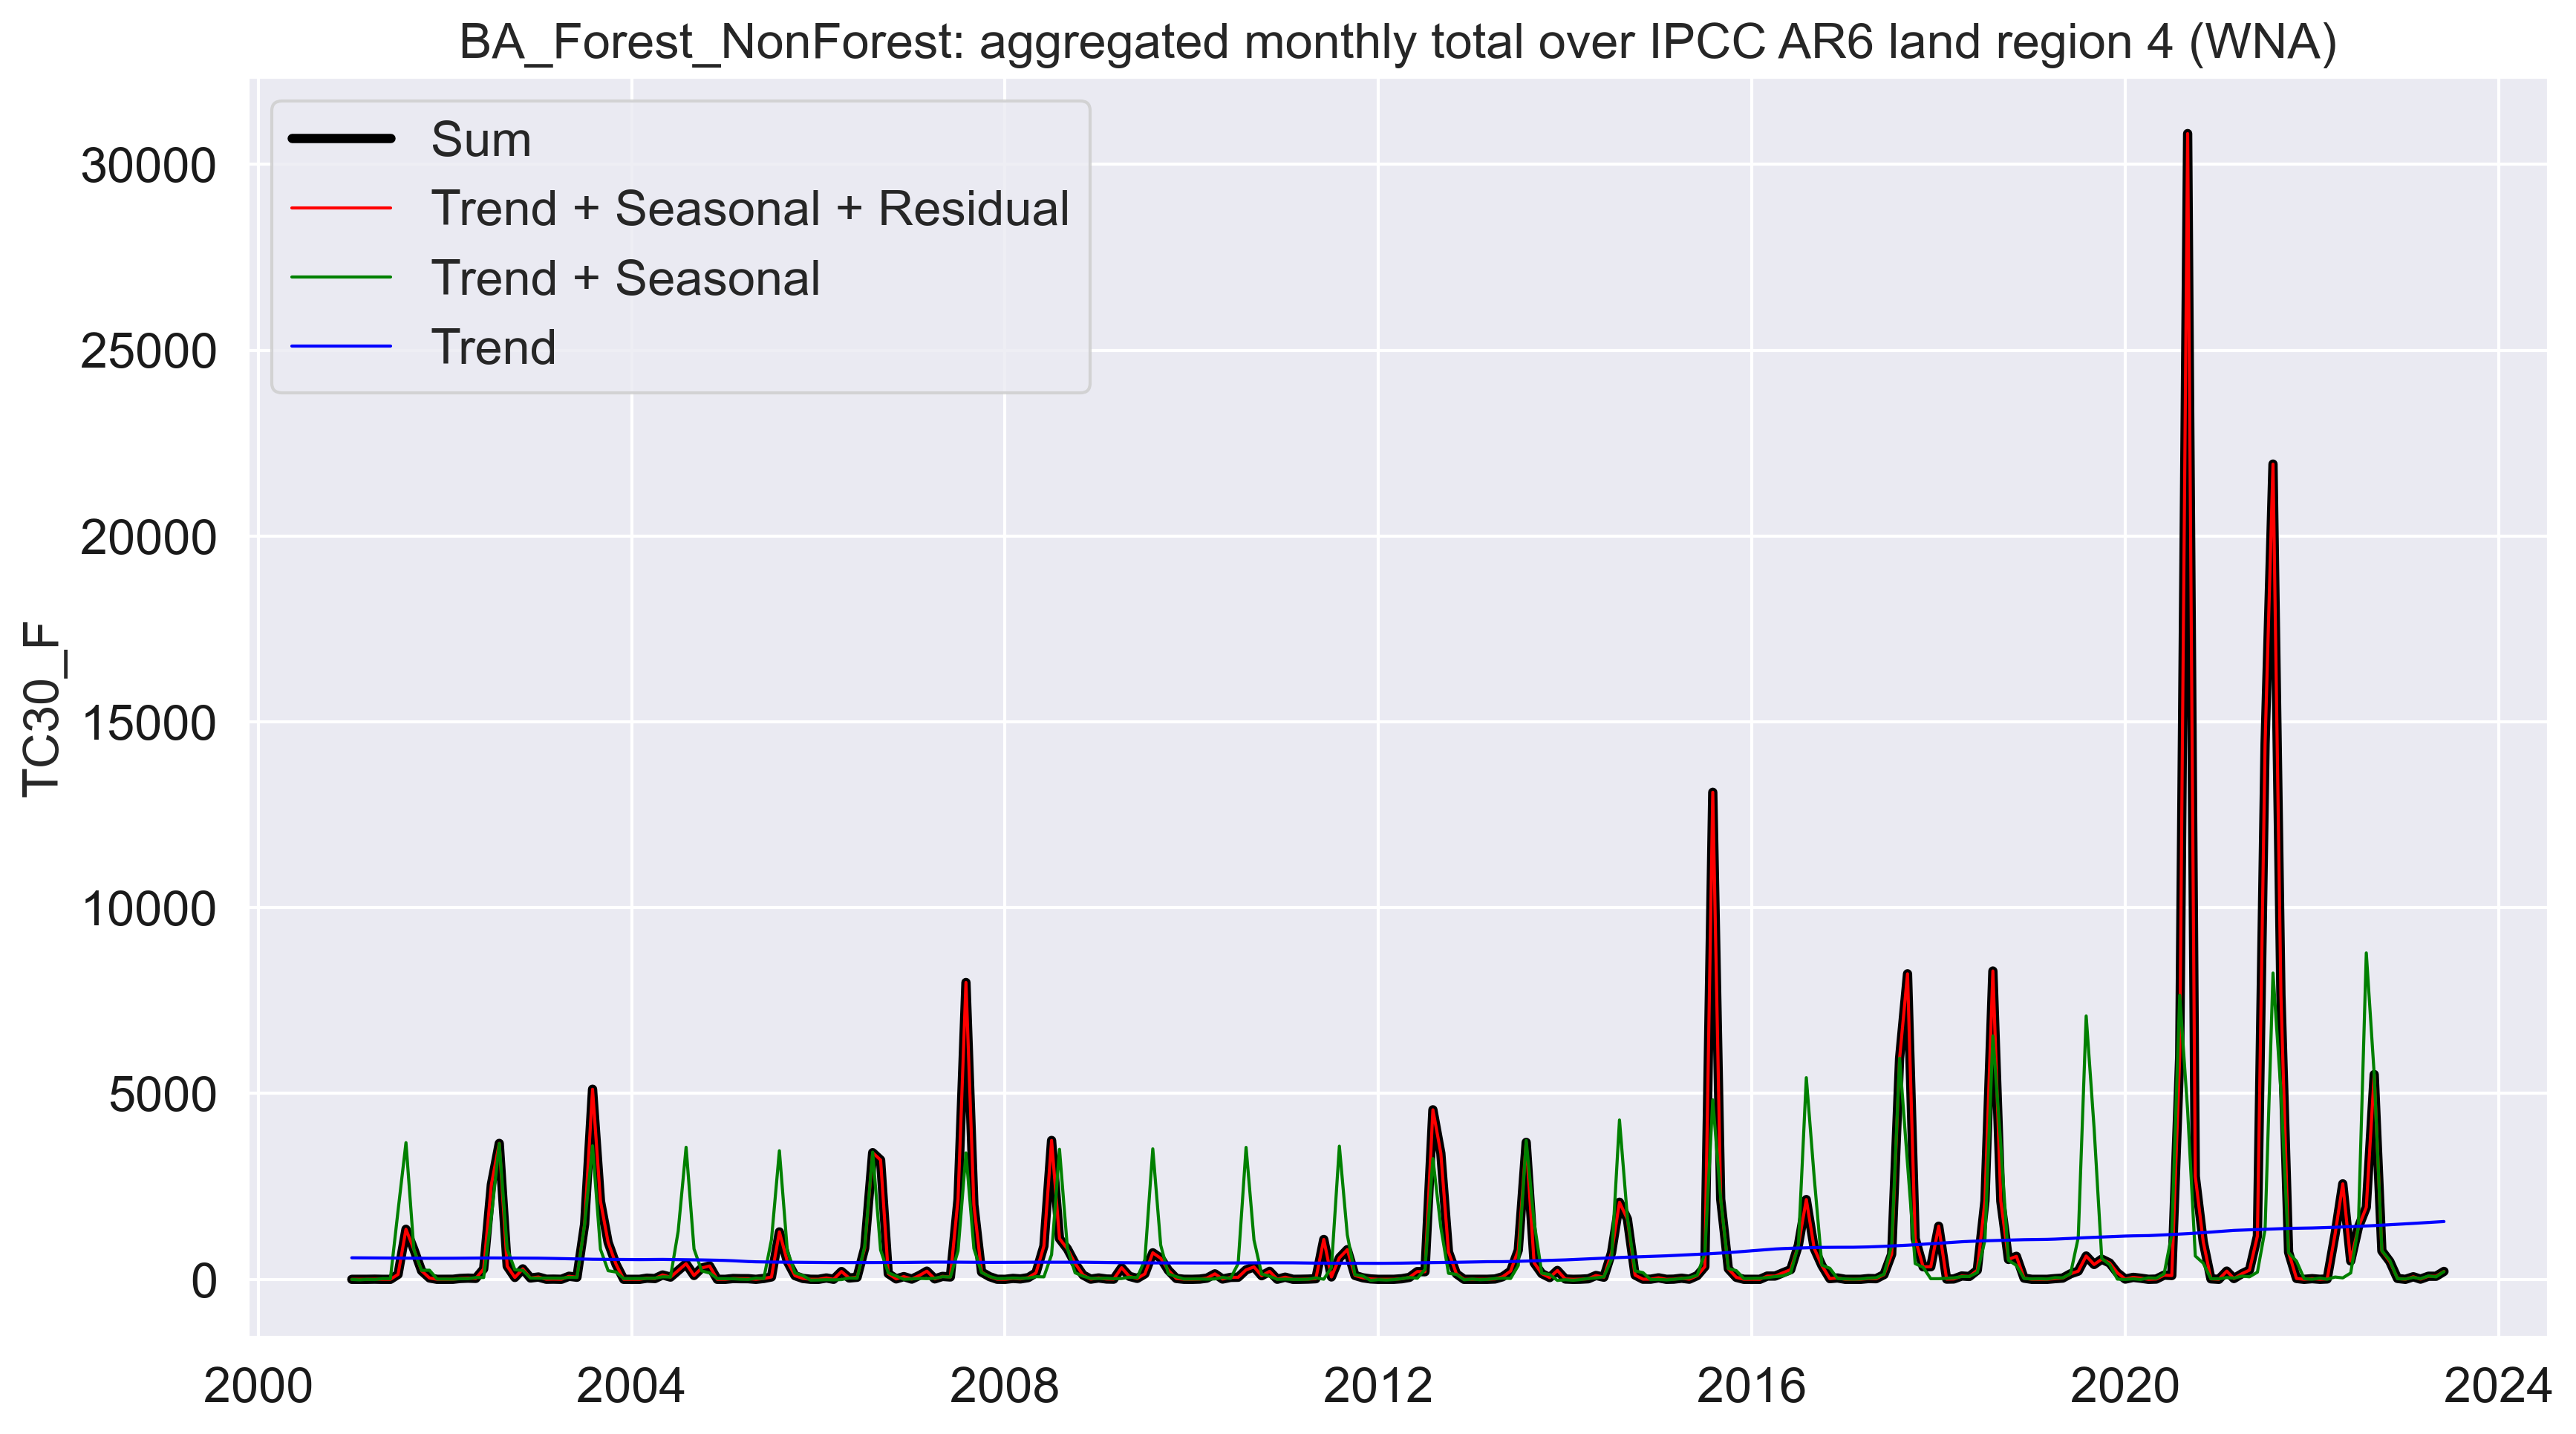 BA_Forest_NonForest: aggregated monthly total over IPCC AR6 land region 4 (WNA)
Sum
Trend + Seasonal + Residual
Trend + Seasonal
Trend
TC30_F
30000
25000
20000
15000
10000
5000
0
2000 2004 2008 2012 2016 2020 2024